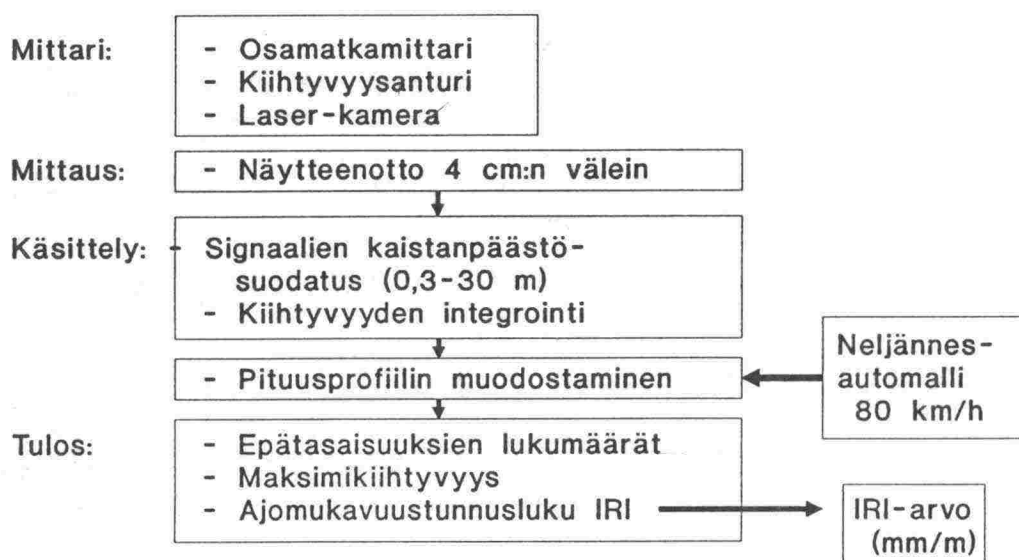 Mittari: - Osamatkamittari
- Kiihtyvyysanturi
- Laser-kamera
Mittaus: - Näytteenotto 4 cm:n välein
Käsittely: - Signaalien kaistanpäästö-
suodatus (0,3-30 m)
- Kiihtyvyyden integrointi
- Pituusprofiilin muodostaminen
Neljännes-
automalli
80 km/h
Tulos: - Epätasaisuuksien lukumäärät
- Maksimikiihtyvyys
- Ajomukavuustunnusluku IRI
IRI-arvo
(mm/m)